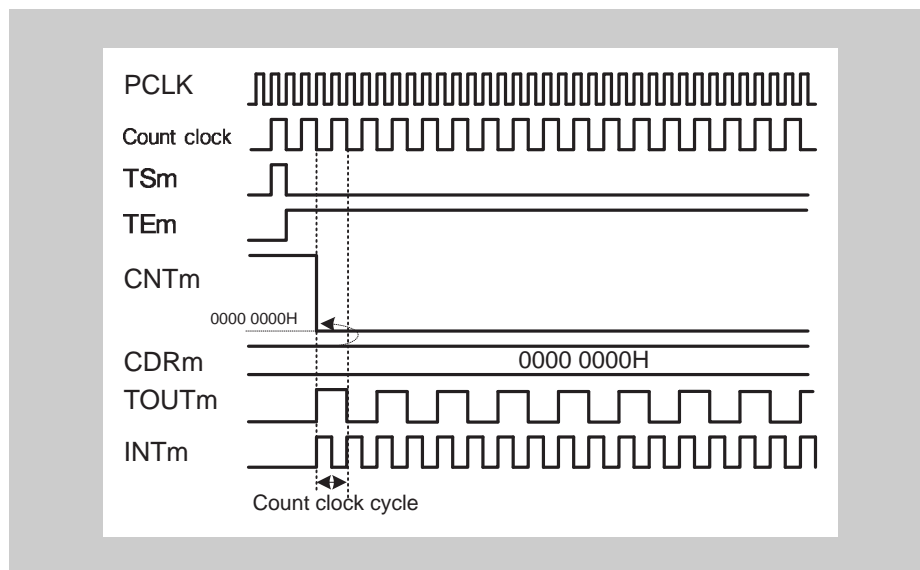 PCLK
Count clock
TSm
TEm
CNTm
0000 0000H
CDRm 0000 0000H
TOUTm
INTm
Count clock cycle